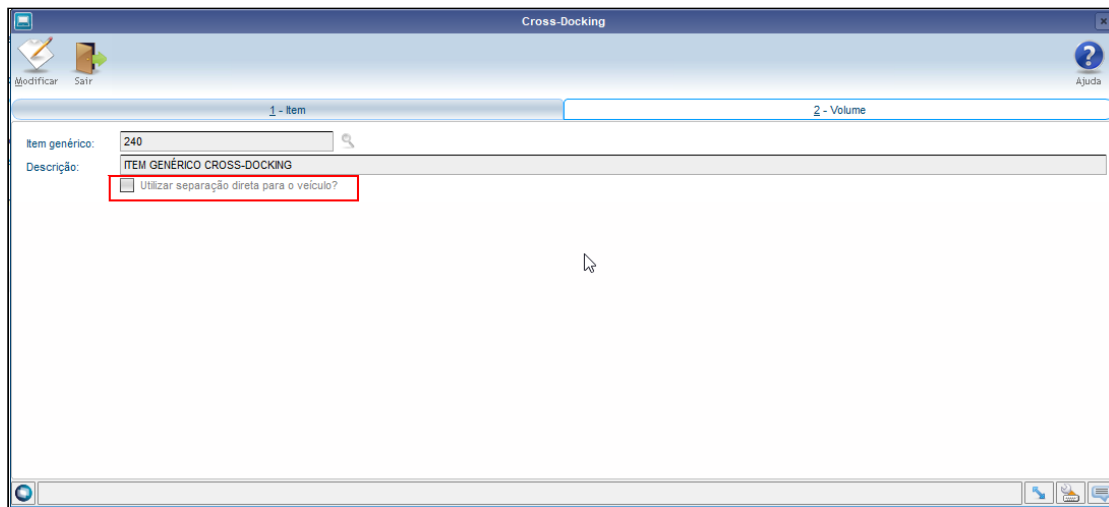 Cross-Docking
Modificar Sair Ajuda
1 - Item 2 - Volume
Item genérico: 240
Descrição: ITEM GENÉRICO CROSS-DOCKING
Utilizar separação direta para o veículo?